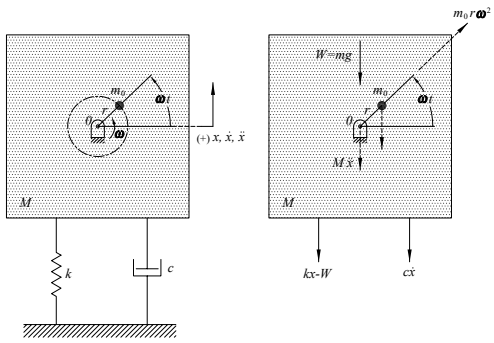 m₀
r
0
ω
ωt
(+) x, ẋ, ẍ
M
k
c
m₀rω²
W=mg
m₀
r
0
ωt
Mẍ
M
kx-W
cẋ